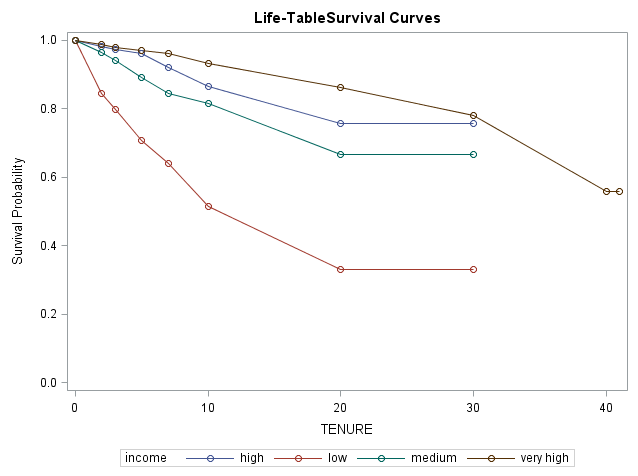 Life-TableSurvival Curves
1.0
0.8
0.6
0.4
0.2
0.0
Survival Probability
0 10 20 30 40
TENURE
income high low medium very high